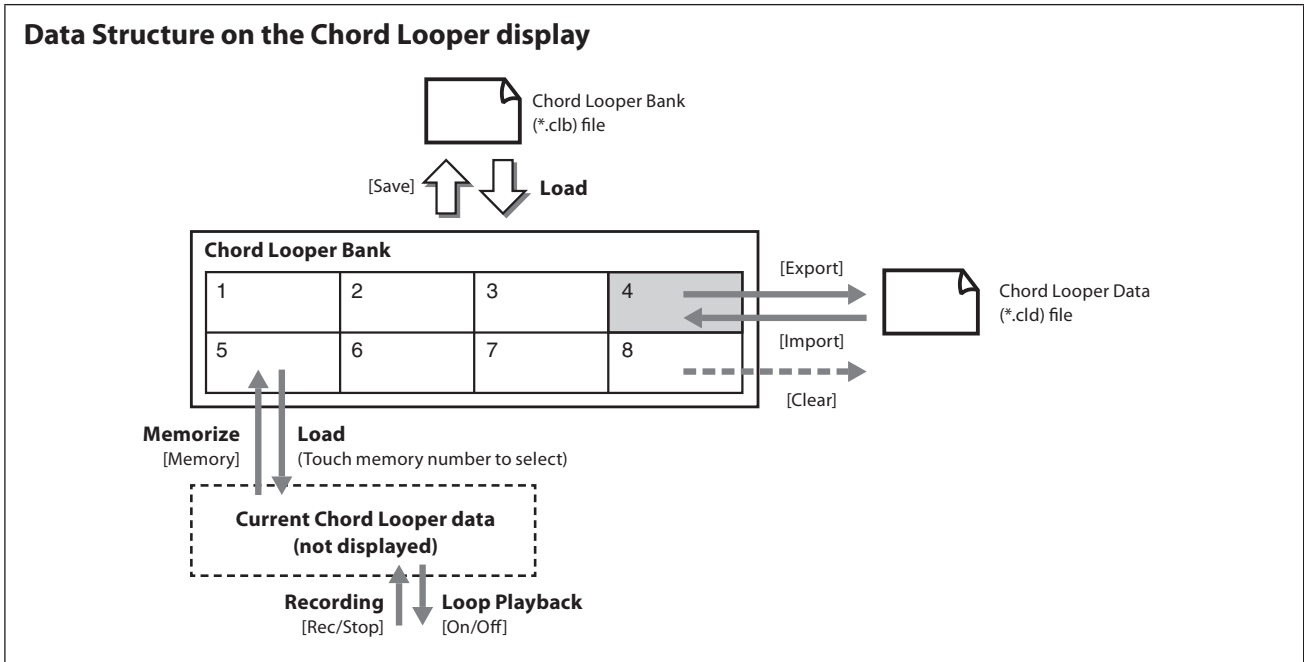 Data Structure on the Chord Looper display
Chord Looper Bank
(*.clb) file
[Save]
Load
Chord Looper Bank
1
2
3
4
5
6
7
8
[Export]
[Import]
[Clear]
Chord Looper Data
(*.cld) file
Memorize
[Memory]
Load
(Touch memory number to select)
Current Chord Looper data
(not displayed)
Recording
[Rec/Stop]
Loop Playback
[On/Off]